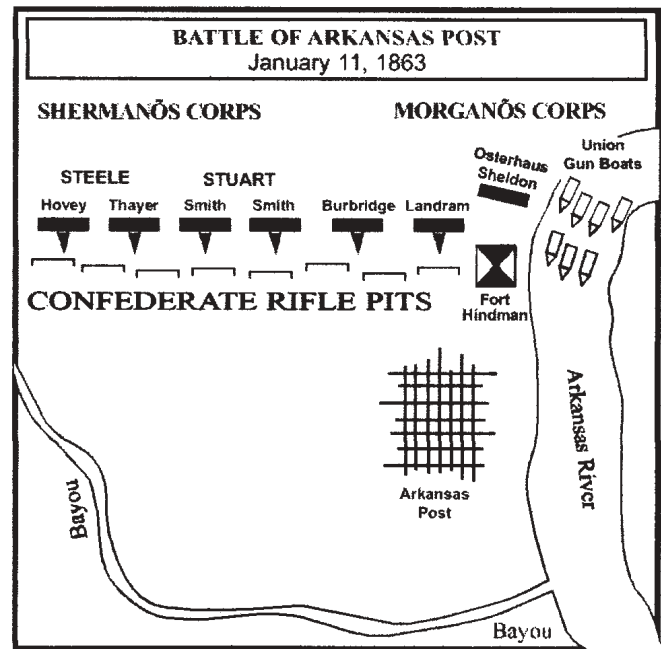 BATTLE OF ARKANSAS POST
January 11, 1863
SHERMANÕS CORPS
MORGANÕS CORPS
Union
Gun Boats
Osterhaus
Sheldon
STEELE
STUART
Hovey
Thayer
Smith
Smith
Burbridge
Landram
CONFEDERATE RIFLE PITS
Fort
Hindman
Arkansas River
Arkansas
Post
Bayou
Bayou